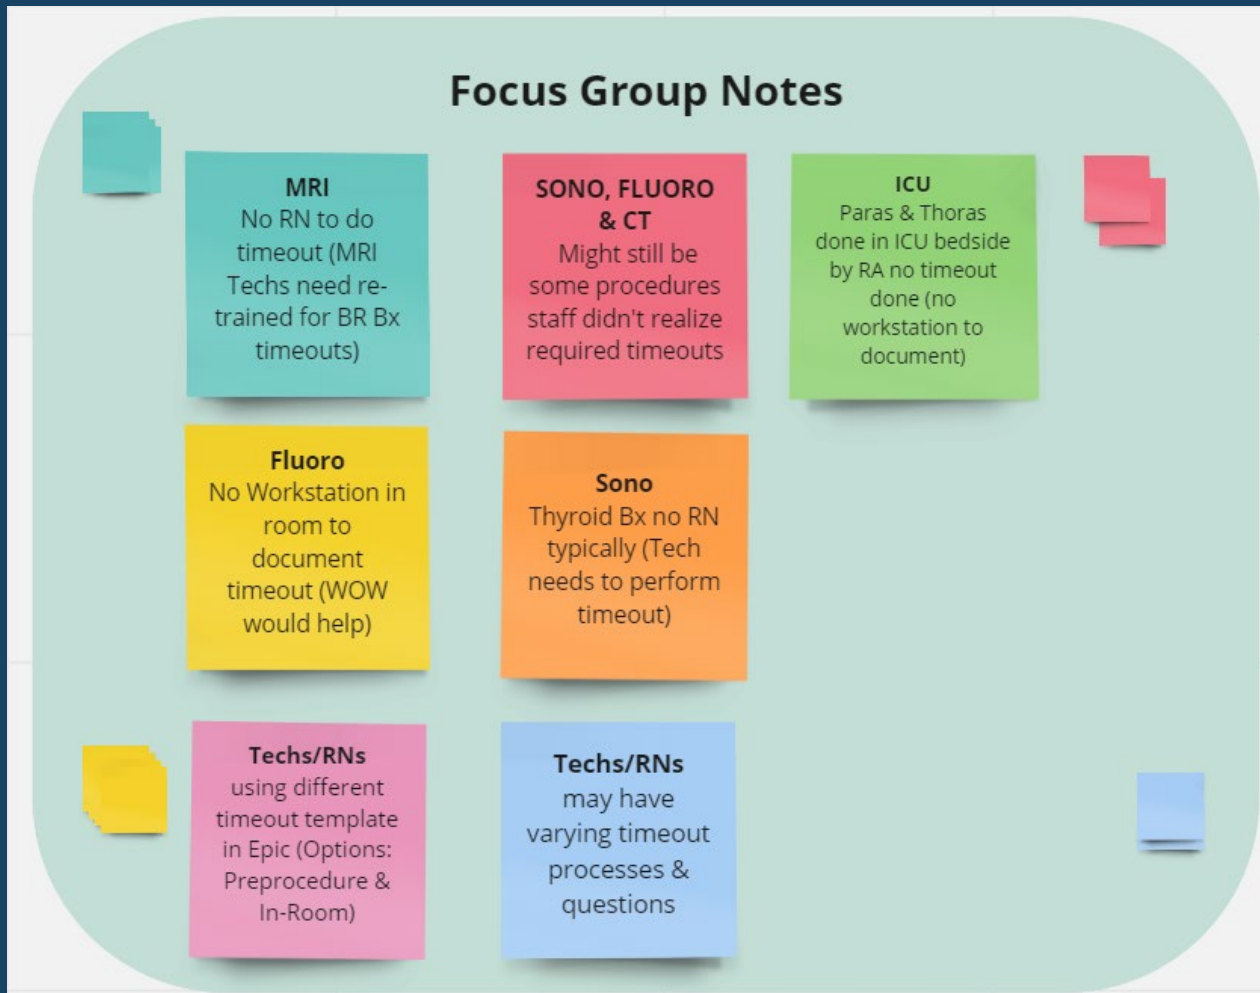 Focus Group Notes
MRI
No RN to do
timeout (MRI
Techs need re-
trained for BR Bx
timeouts)
SONO, FLUORO
& CT
Might still be
some procedures
staff didn't realize
required timeouts
ICU
Paras & Thoras
done in ICU bedside
by RA no timeout
done (no
workstation to
document)
Fluoro
No Workstation in
room to
document
timeout (WOW
would help)
Sono
Thyroid Bx no RN
typically (Tech
needs to perform
timeout)
Techs/RNs
using different
timeout template
in Epic (Options:
Preprocedure &
In-Room)
Techs/RNs
may have
varying timeout
processes &
questions